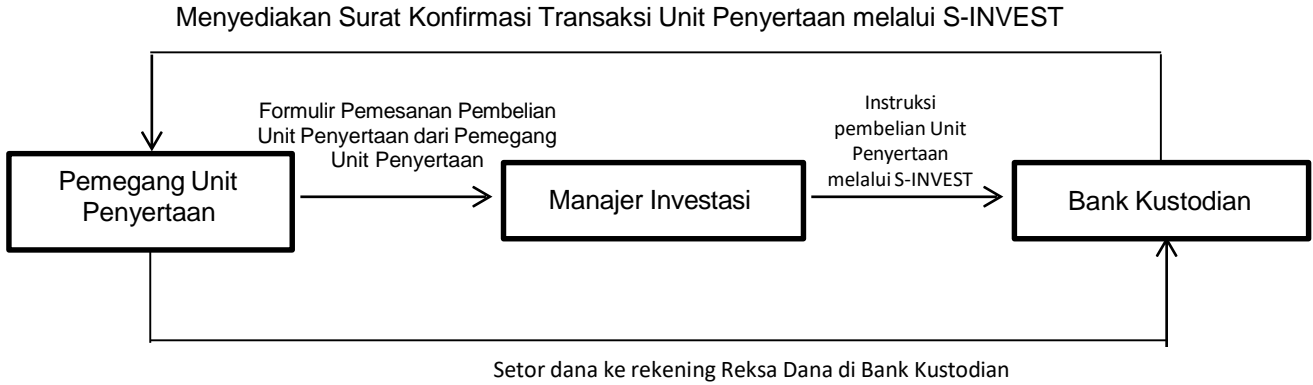 Menyediakan Surat Konfirmasi Transaksi Unit Penyertaan melalui S-INVEST
Formulir Pemesanan Pembelian
Unit Penyertaan dari Pemegang
Unit Penyertaan
Instruksi
pembelian Unit
Penyertaan
melalui S-INVEST
Pemegang Unit
Penyertaan
Manajer Investasi
Bank Kustodian
Setor dana ke rekening Reksa Dana di Bank Kustodian